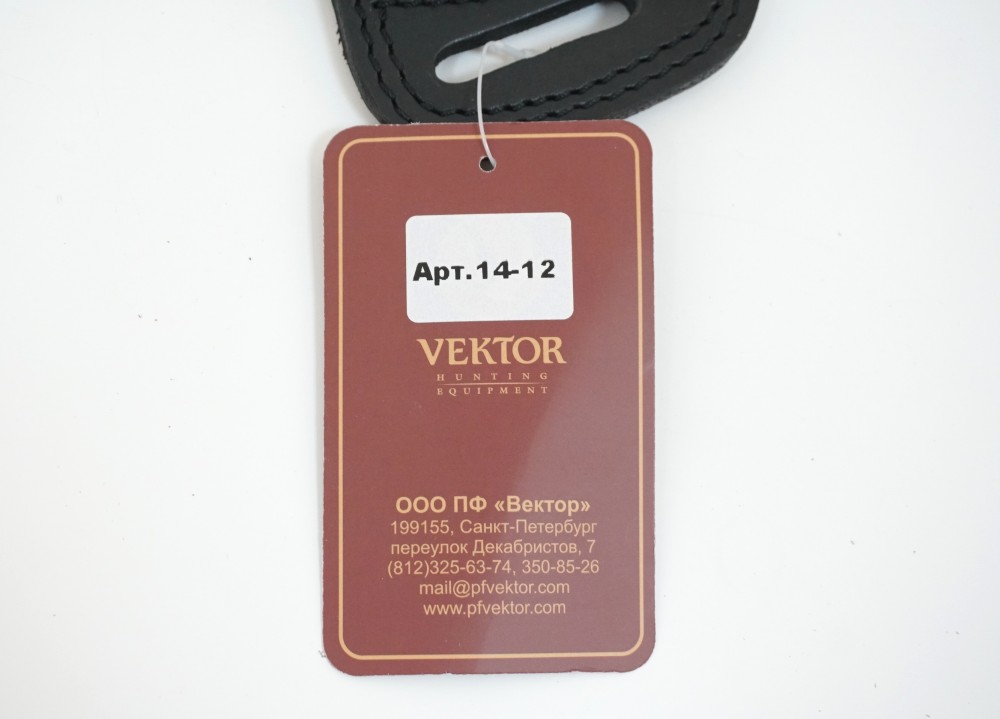 Арт.14-12
VEKTOR
HUNTING
EQUIPMENT
ООО ПФ «Вектор»
199155, Санкт-Петербург
переулок Декабристов, 7
(812)325-63-74, 350-85-26
mail@pfvektor.com
www.pfvektor.com